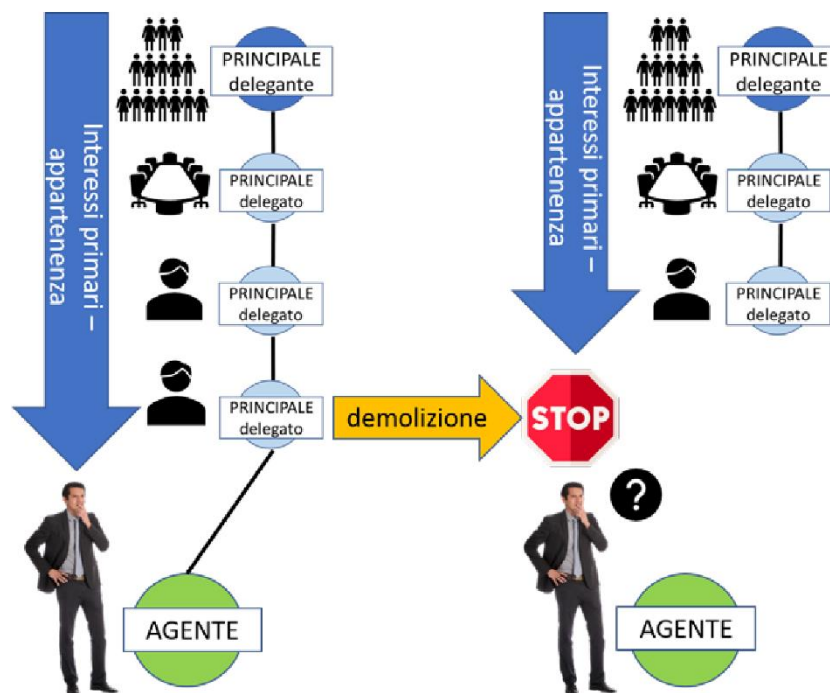 Interessi primari –
appartenenza
PRINCIPALE
delegante
PRINCIPALE
delegato
PRINCIPALE
delegato
PRINCIPALE
delegato
AGENTE
demolizione
Interessi primari –
appartenenza
PRINCIPALE
delegante
PRINCIPALE
delegato
PRINCIPALE
delegato
STOP
?
AGENTE